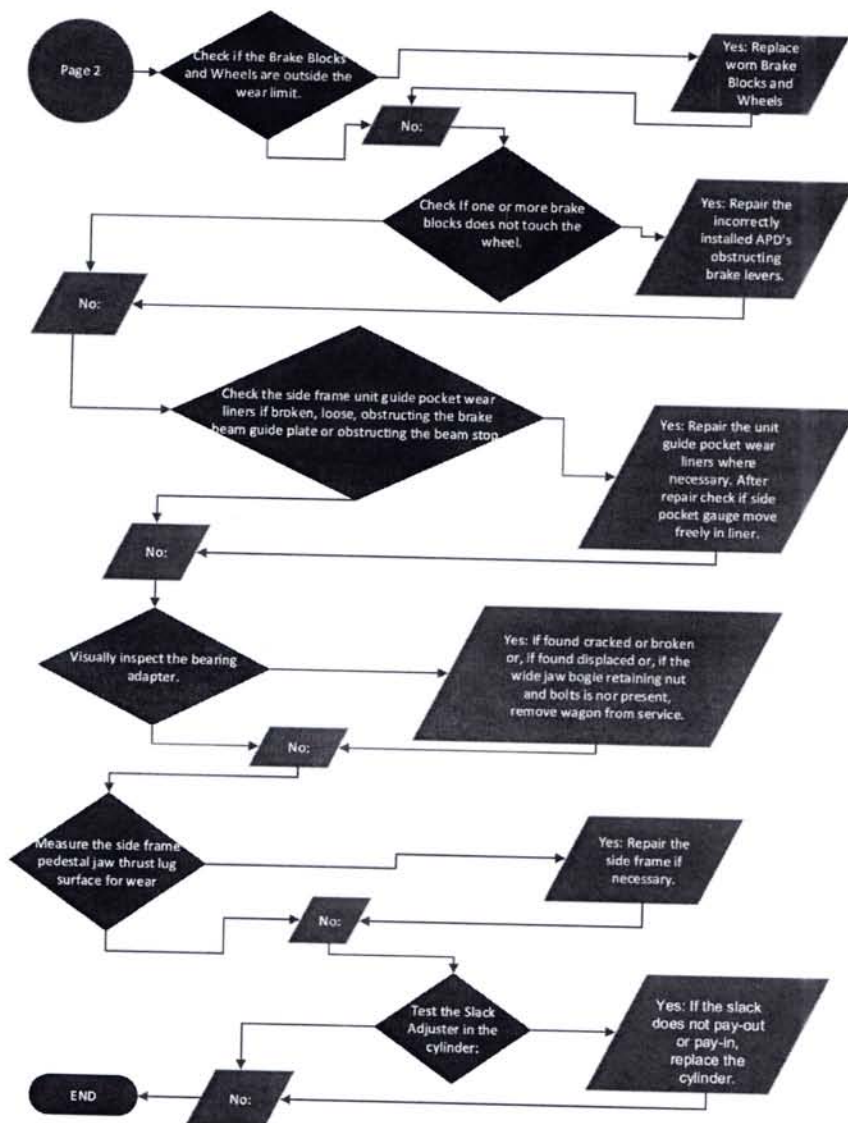 Page 2
Check if the Brake Blocks
and Wheels are outside the
wear limit.
Yes: Replace
worn Brake
Blocks and
Wheels
No:
Check If one or more brake
blocks does not touch the
wheel.
Yes: Repair the
incorrectly
installed APD's
obstructing
brake levers.
No:
Check the side frame unit guide pocket wear
liners if broken, loose, obstructing the brake
beam guide plate or obstructing the beam stop
Yes: Repair the unit
guide pocket wear
liners where
necessary. After
repair check if side
pocket gauge move
freely in liner.
No:
Visually inspect the bearing
adapter.
Yes: If found cracked or broken
or, if found displaced or, if the
wide jaw bogie retaining nut
and bolts is nor present,
remove wagon from service.
No:
Measure the side frame
pedestal jaw thrust lug
surface for wear
Yes: Repair the
side frame if
necessary.
No:
Test the Slack
Adjuster in the
cylinder:
Yes: If the slack
does not pay-out
or pay-in,
replace the
cylinder.
No:
END